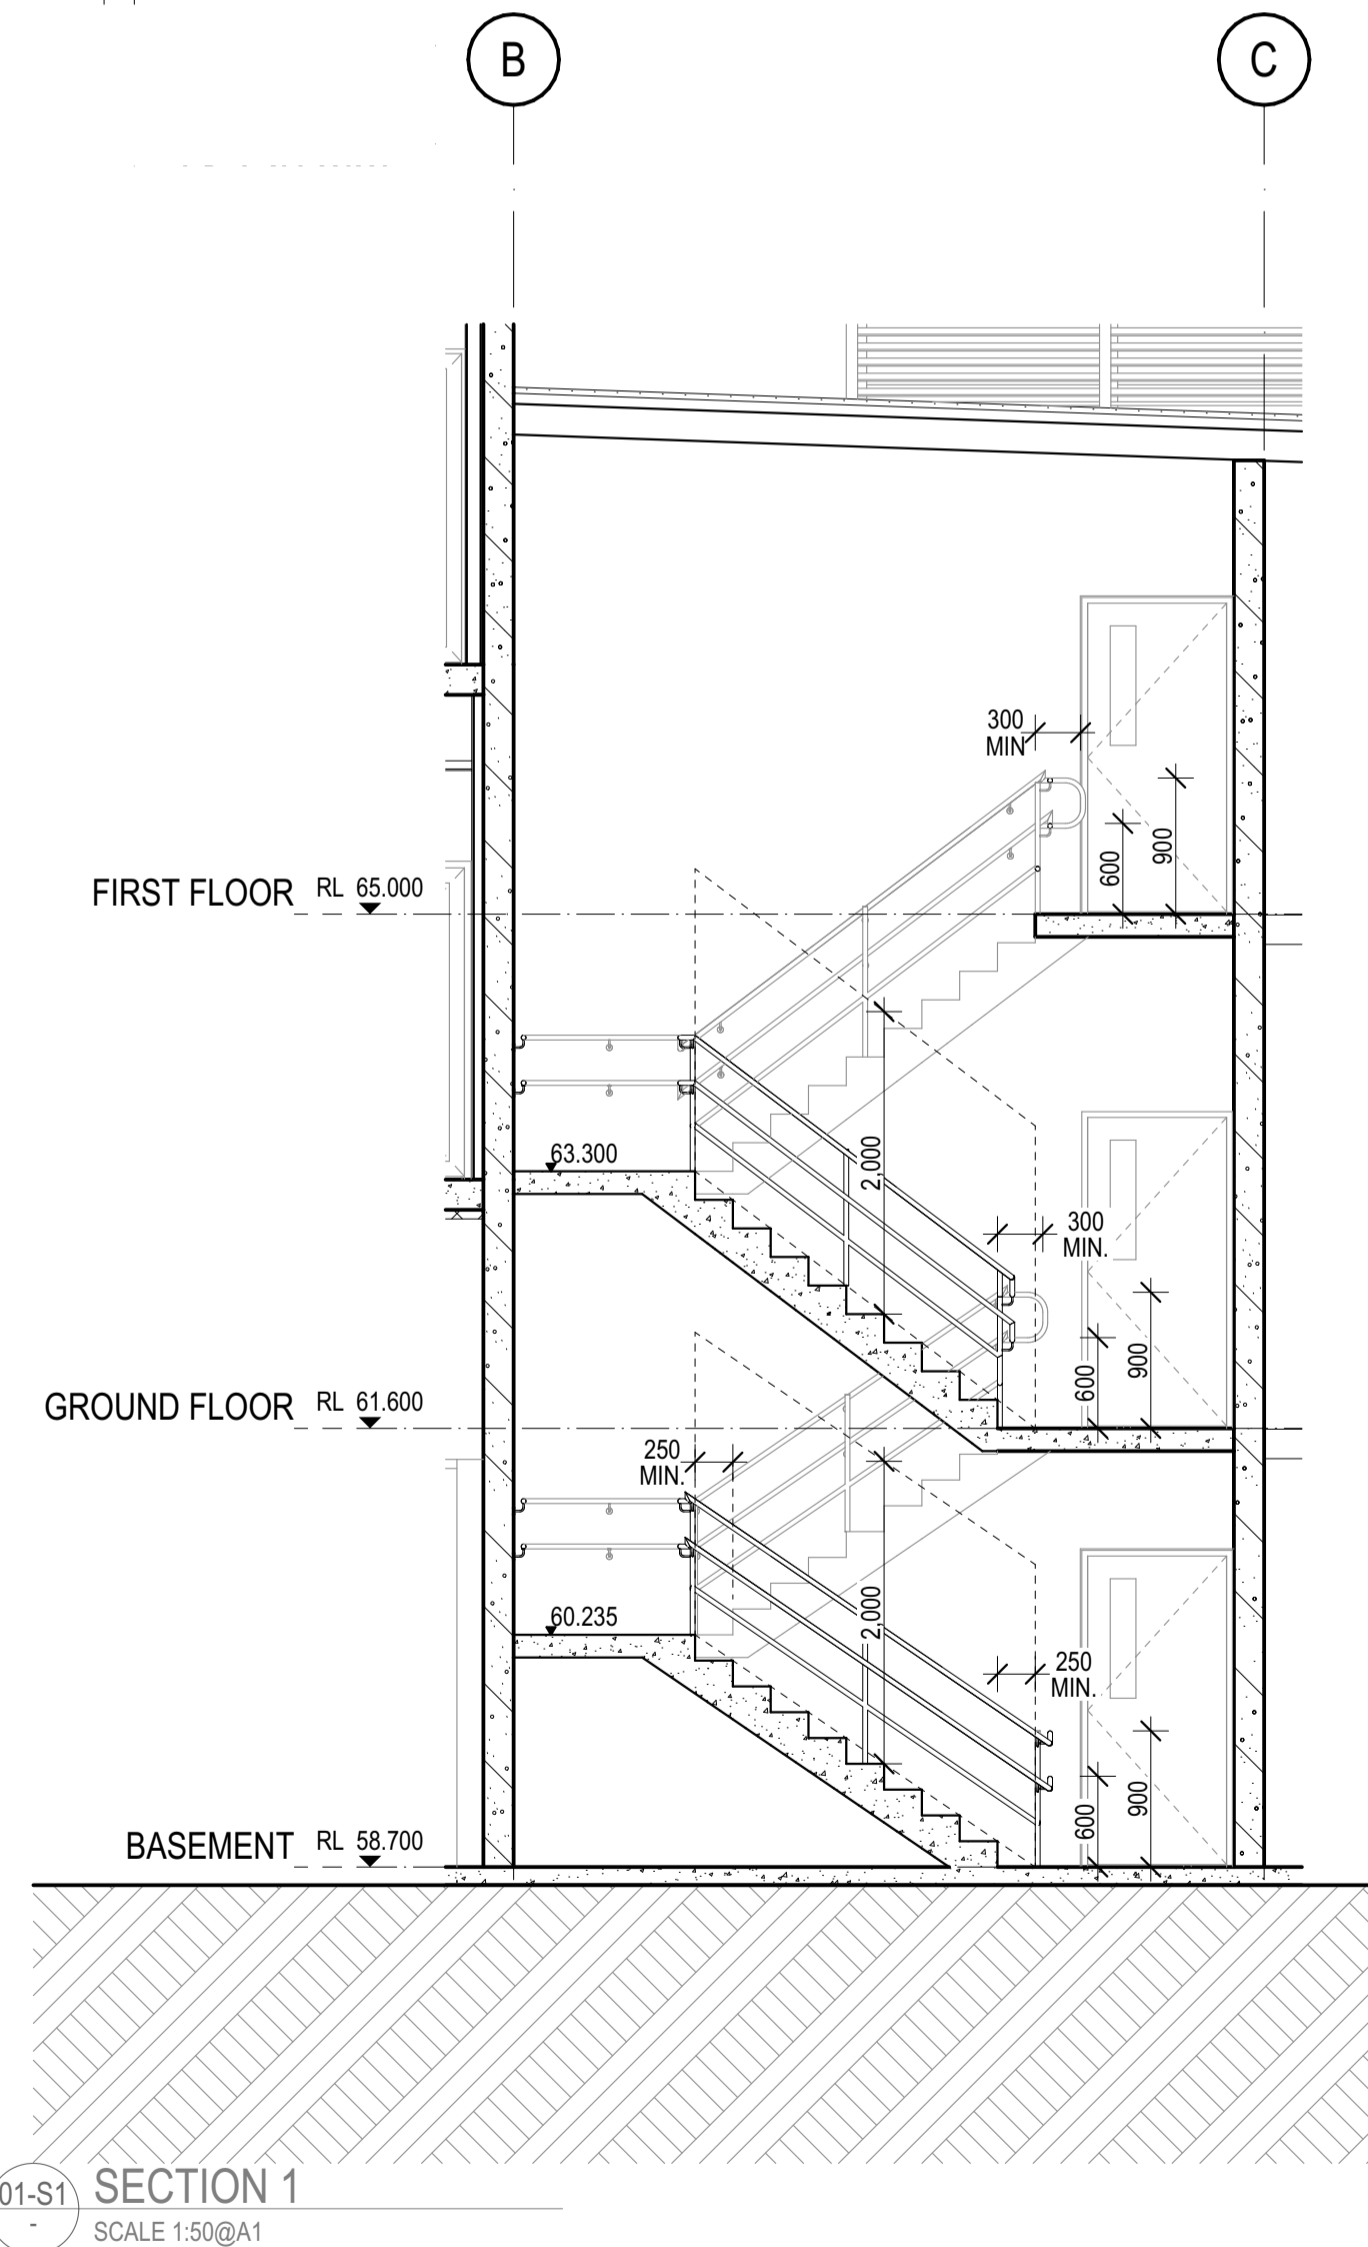 B
C
300
MIN
900
600
FIRST FLOOR RL 65.000
2,000
63.300
300
MIN.
900
600
GROUND FLOOR RL 61.600
250
MIN.
2,000
60.235
250
MIN.
900
600
BASEMENT RL 58.700
01-S1
-
SECTION 1
SCALE 1:50@A1